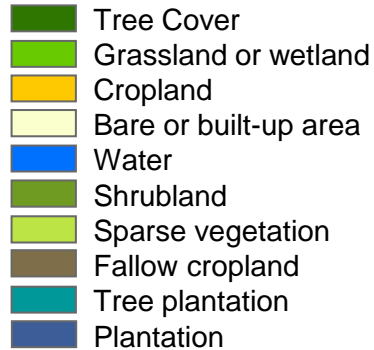 Tree Cover
Grassland or wetland
Cropland
Bare or built-up area
Water
Shrubland
Sparse vegetation
Fallow cropland
Tree plantation
Plantation